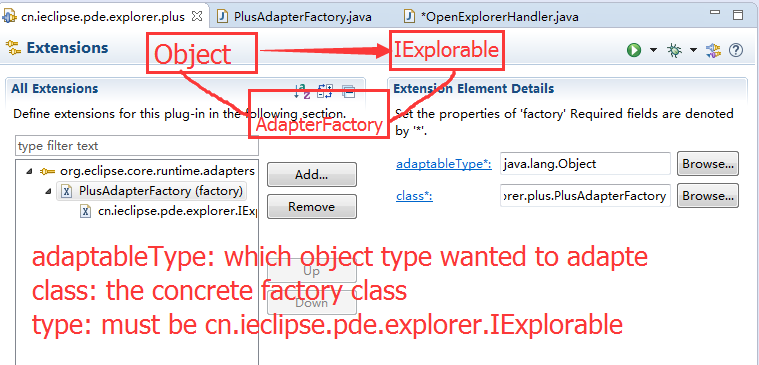 cn.ieclipse.pde.explorer.plus PlusAdapterFactory.java *OpenExplorerHandler.java
Extensions
Object
IExplorable
AdapterFactory
All Extensions
Define extensions for this plug-in in the following section.
type filter text
org.eclipse.core.runtime.adapters
PlusAdapterFactory (factory)
cn.ieclipse.pde.explorer.IExp
Add...
Remove
Up
Down
Extension Element Details
Set the properties of 'factory' Required fields are denoted
by '*'.
adaptableType*: java.lang.Object Browse...
class*: rer.plus.PlusAdapterFactory Browse...
adaptableType: which object type wanted to adapte
class: the concrete factory class
type: must be cn.ieclipse.pde.explorer.IExplorable